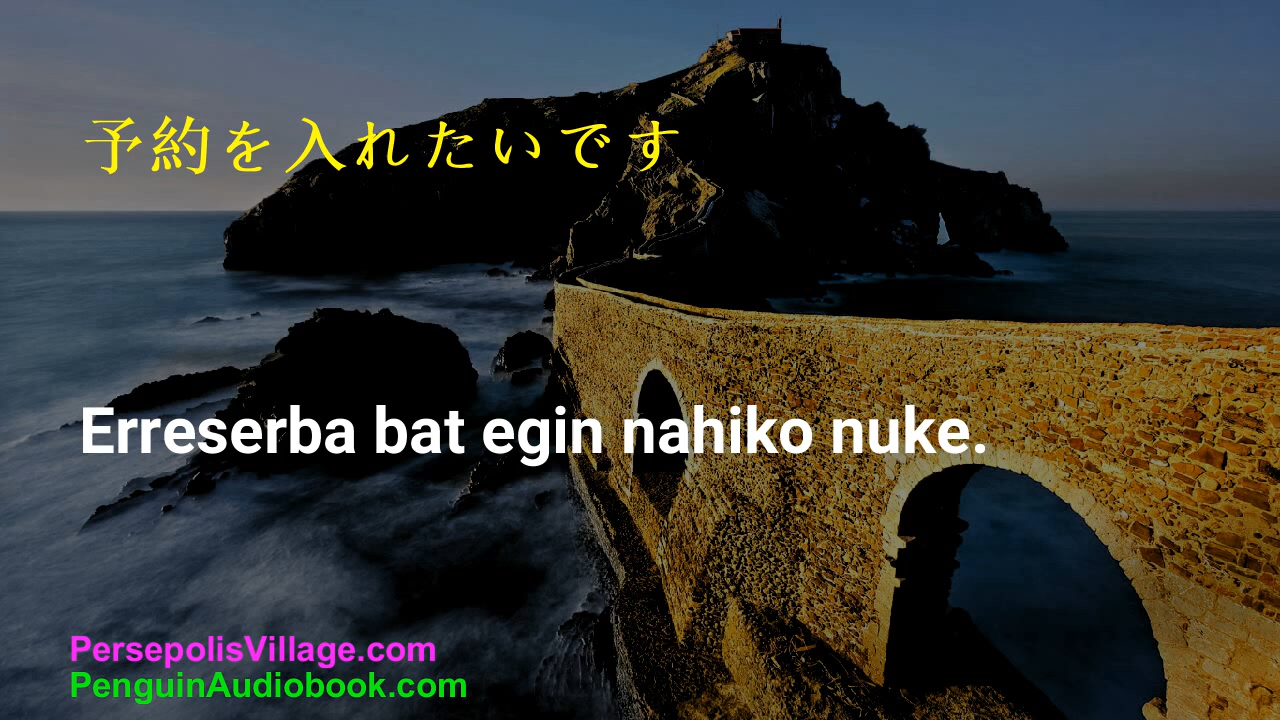 予約を入れたいです
Erreserba bat egin nahiko nuke.
PersepolisVillage.com
PenguinAudiobook.com